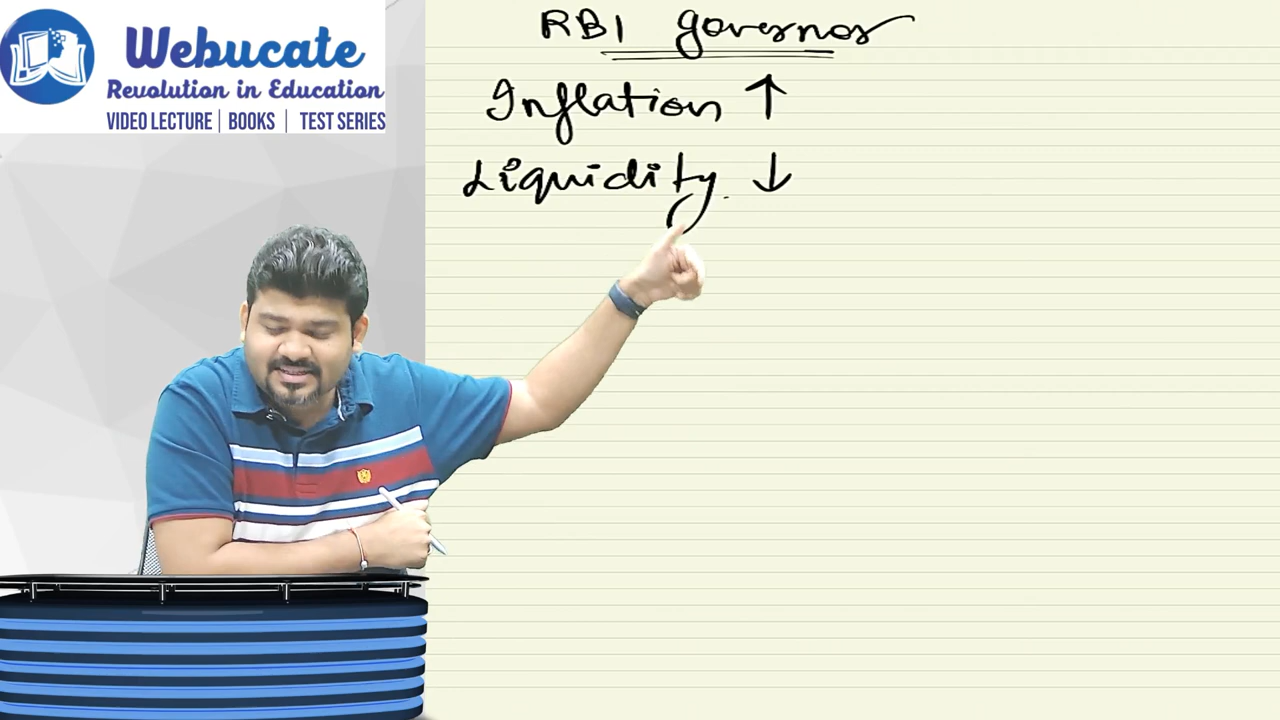 Webucate
Revolution in Education
VIDEO LECTURE | BOOKS | TEST SERIES
RBI governor
Inflation ↑
Liquidity ↓